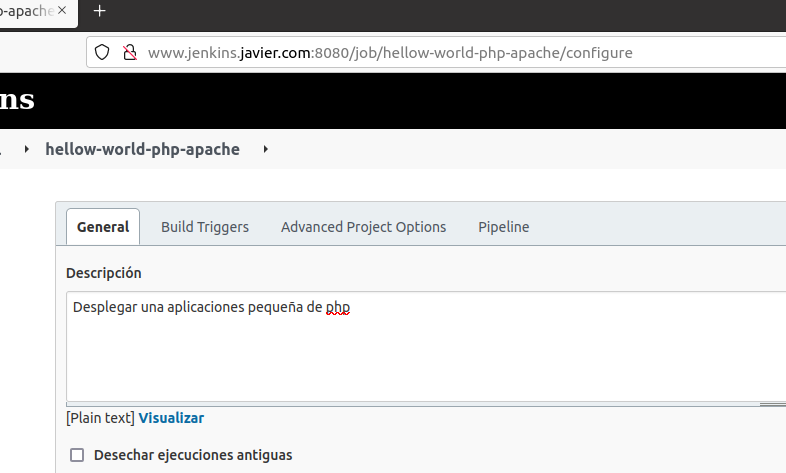 p-apache
www.jenkins.javier.com:8080/job/hellow-world-php-apache/configure
ns
hellow-world-php-apache
General Build Triggers Advanced Project Options Pipeline
Descripción
Desplegar una aplicaciones pequeña de php
[Plain text] Visualizar
Desechar ejecuciones antiguas